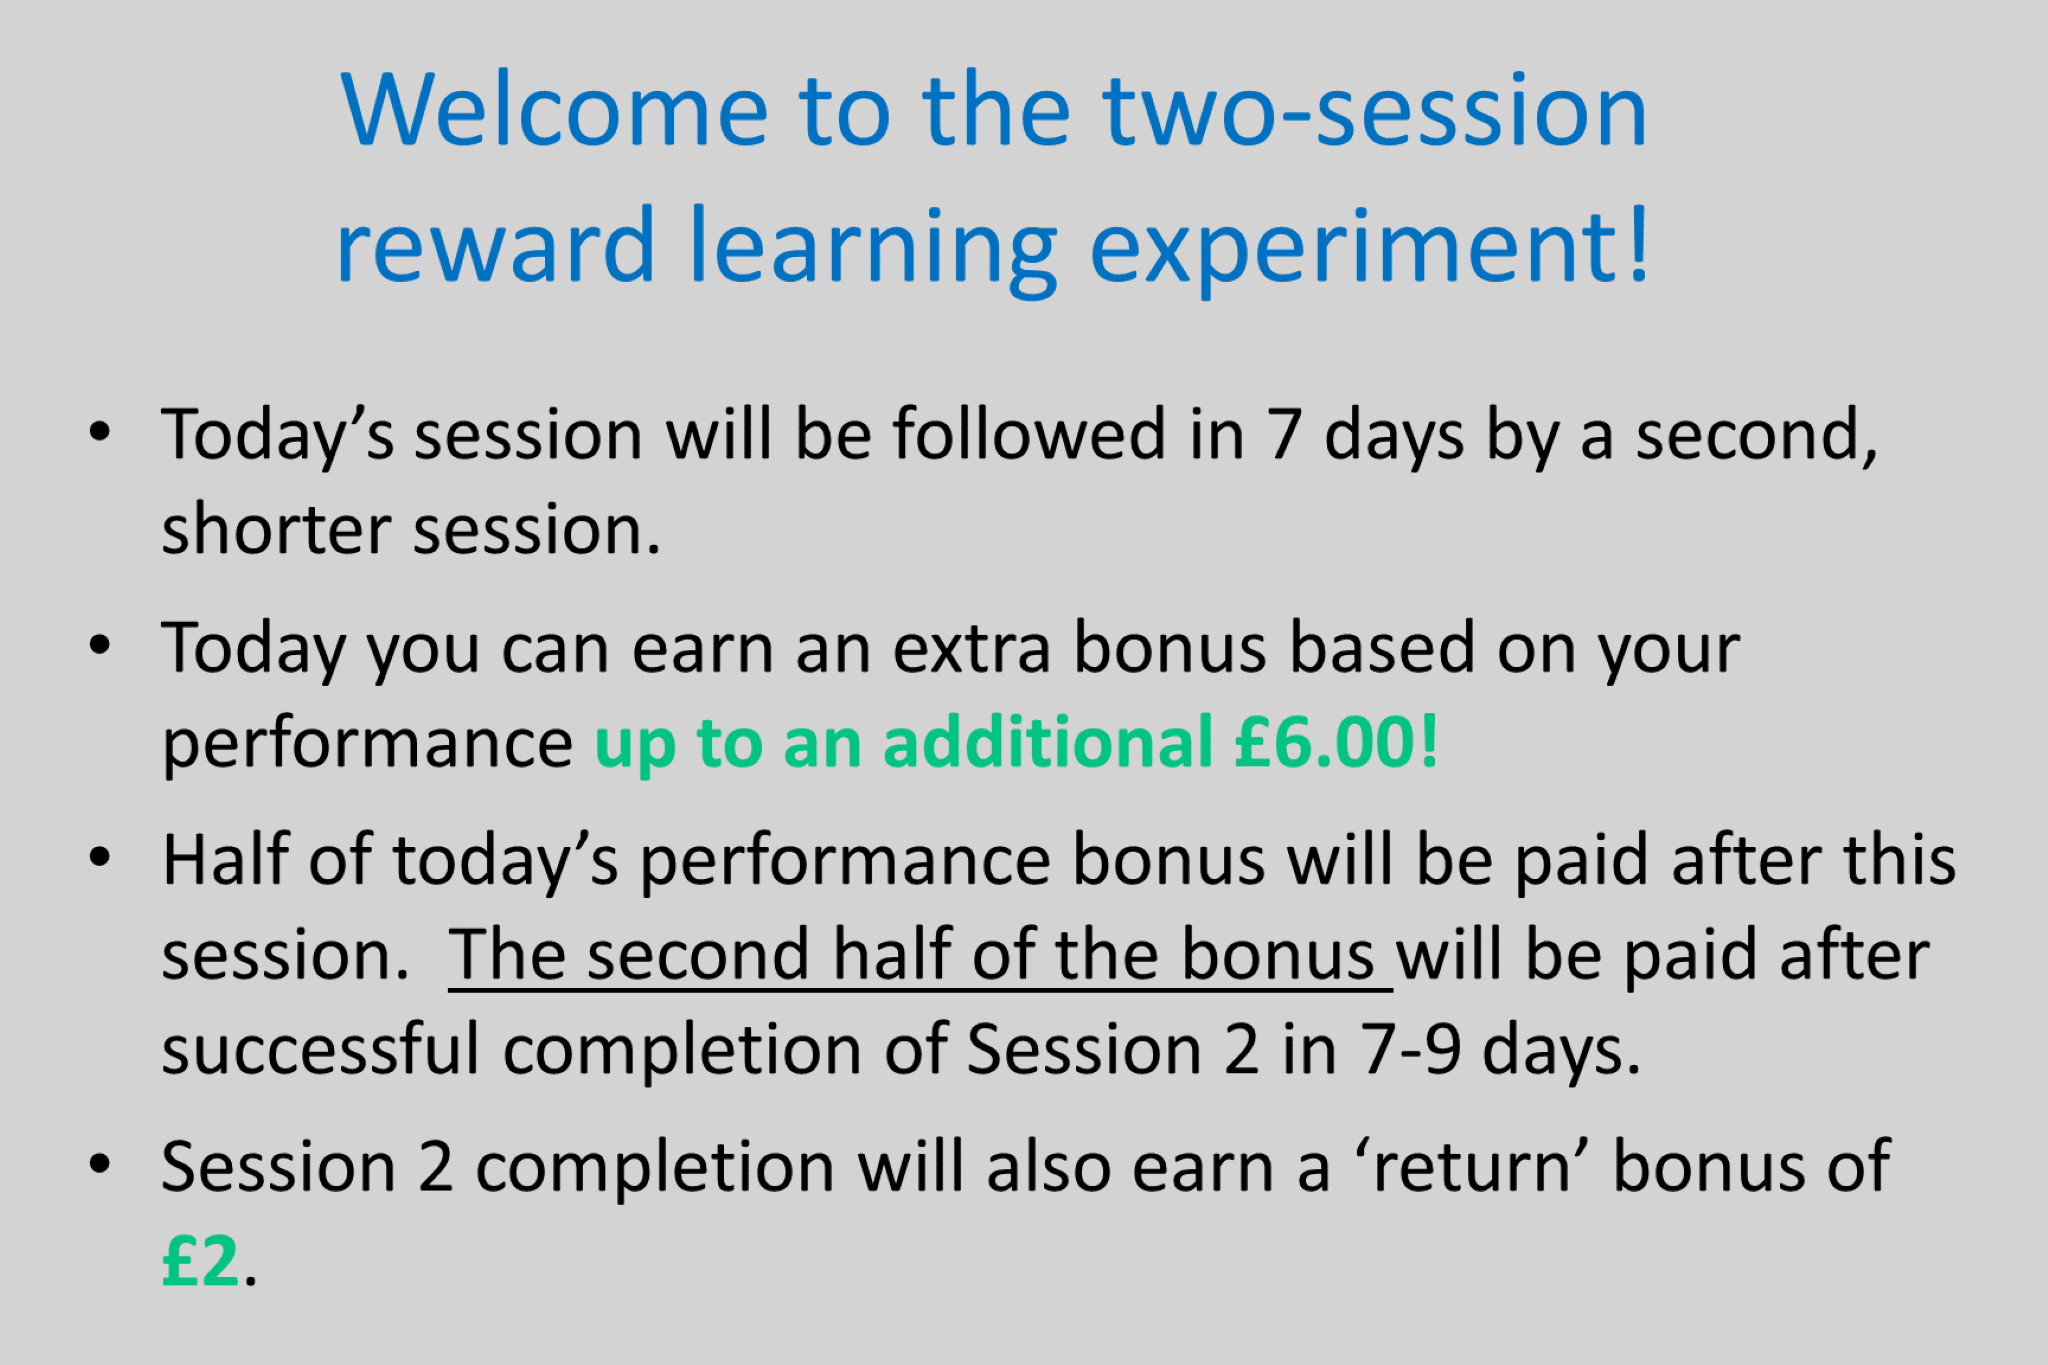 Welcome to the two-session
reward learning experiment!
• Today’s session will be followed in 7 days by a second,
shorter session.
• Today you can earn an extra bonus based on your
performance up to an additional £6.00!
• Half of today’s performance bonus will be paid after this
session.  The second half of the bonus will be paid after
successful completion of Session 2 in 7-9 days.
• Session 2 completion will also earn a ‘return’ bonus of
£2.